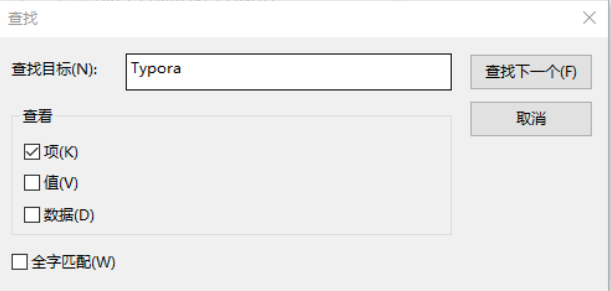 查找
查找目标(N):
Typora
查找下一个(F)
查看
取消
项(K)
值(V)
数据(D)
全字匹配(W)